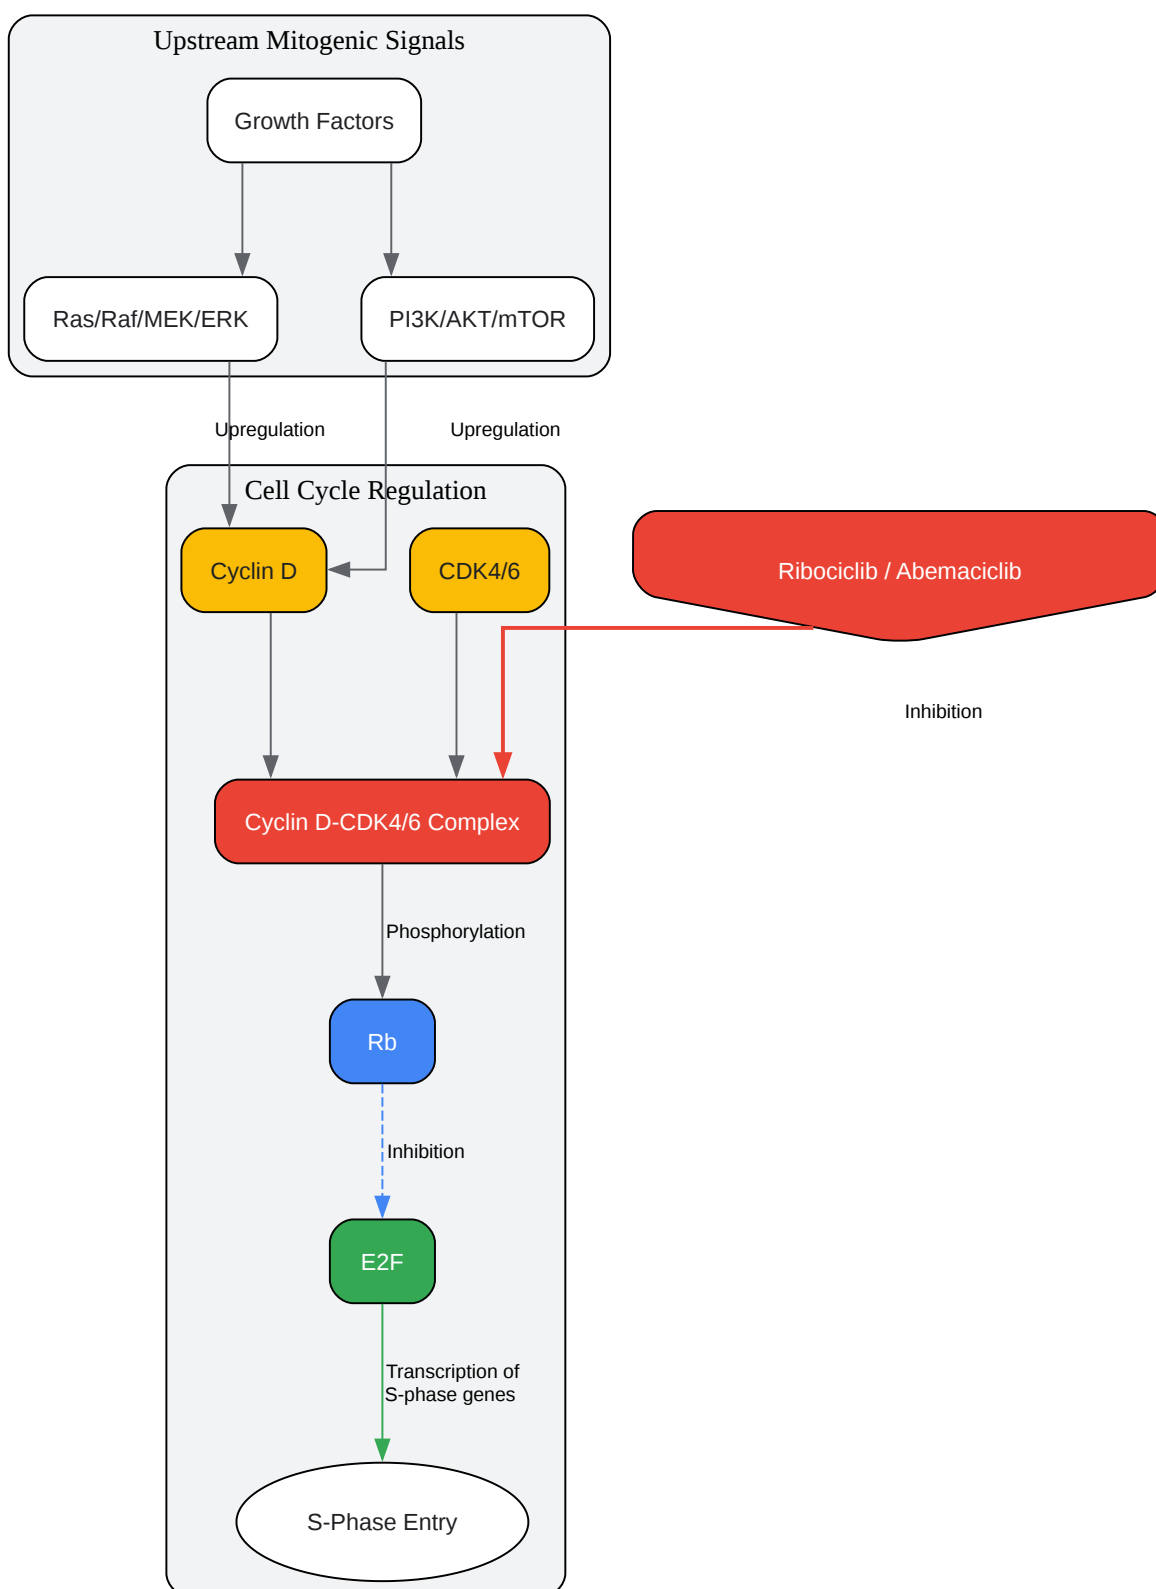 Upstream Mitogenic Signals
Growth Factors
Ras/Raf/MEK/ERK
PI3K/AKT/mTOR
Upregulation
Upregulation
Cell Cycle Regulation
Cyclin D
CDK4/6
Ribociclib / Abemaciclib
Inhibition
Cyclin D-CDK4/6 Complex
Phosphorylation
Rb
Inhibition
E2F
Transcription of
S-phase genes
S-Phase Entry